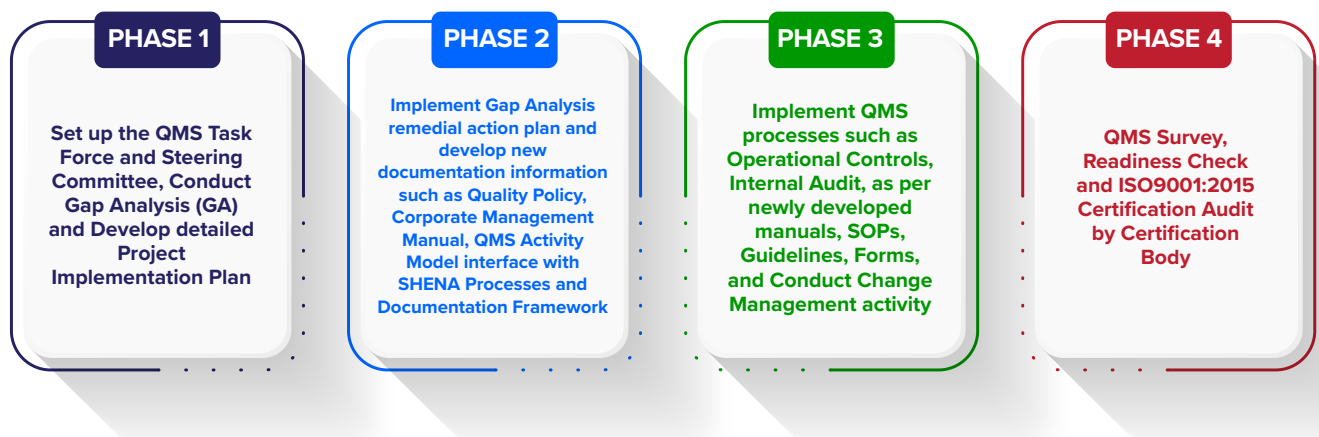 PHASE 1
Set up the QMS Task
Force and Steering
Committee, Conduct
Gap Analysis (GA)
and Develop detailed
Project
Implementation Plan
PHASE 2
Implement Gap Analysis
remedial action plan and
develop new
documentation information
such as Quality Policy,
Corporate Management
Manual, QMS Activity
Model interface with
SHENA Processes and
Documentation Framework
PHASE 3
Implement QMS
processes such as
Operational Controls,
Internal Audit, as per
newly developed
manuals, SOPs,
Guidelines, Forms,
and Conduct Change
Management activity
PHASE 4
QMS Survey,
Readiness Check
and ISO9001:2015
Certification Audit
by Certification
Body